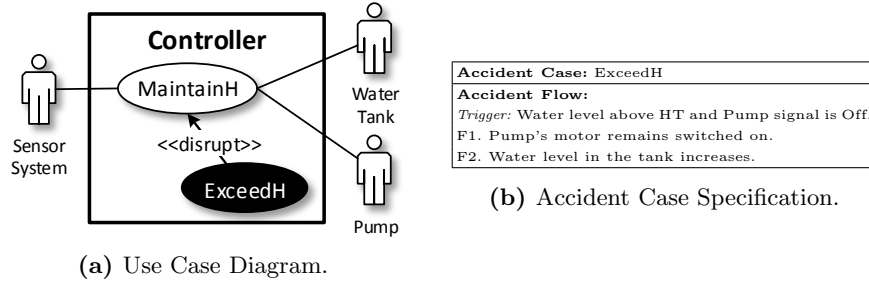 Controller
MaintainH
Sensor
System
<<disrupt>>
ExceedH
Water
Tank
Pump
(a) Use Case Diagram.
Accident Case: ExceedH
Accident Flow:
Trigger: Water level above HT and Pump signal is Off.
F1. Pump's motor remains switched on.
F2. Water level in the tank increases.
(b) Accident Case Specification.